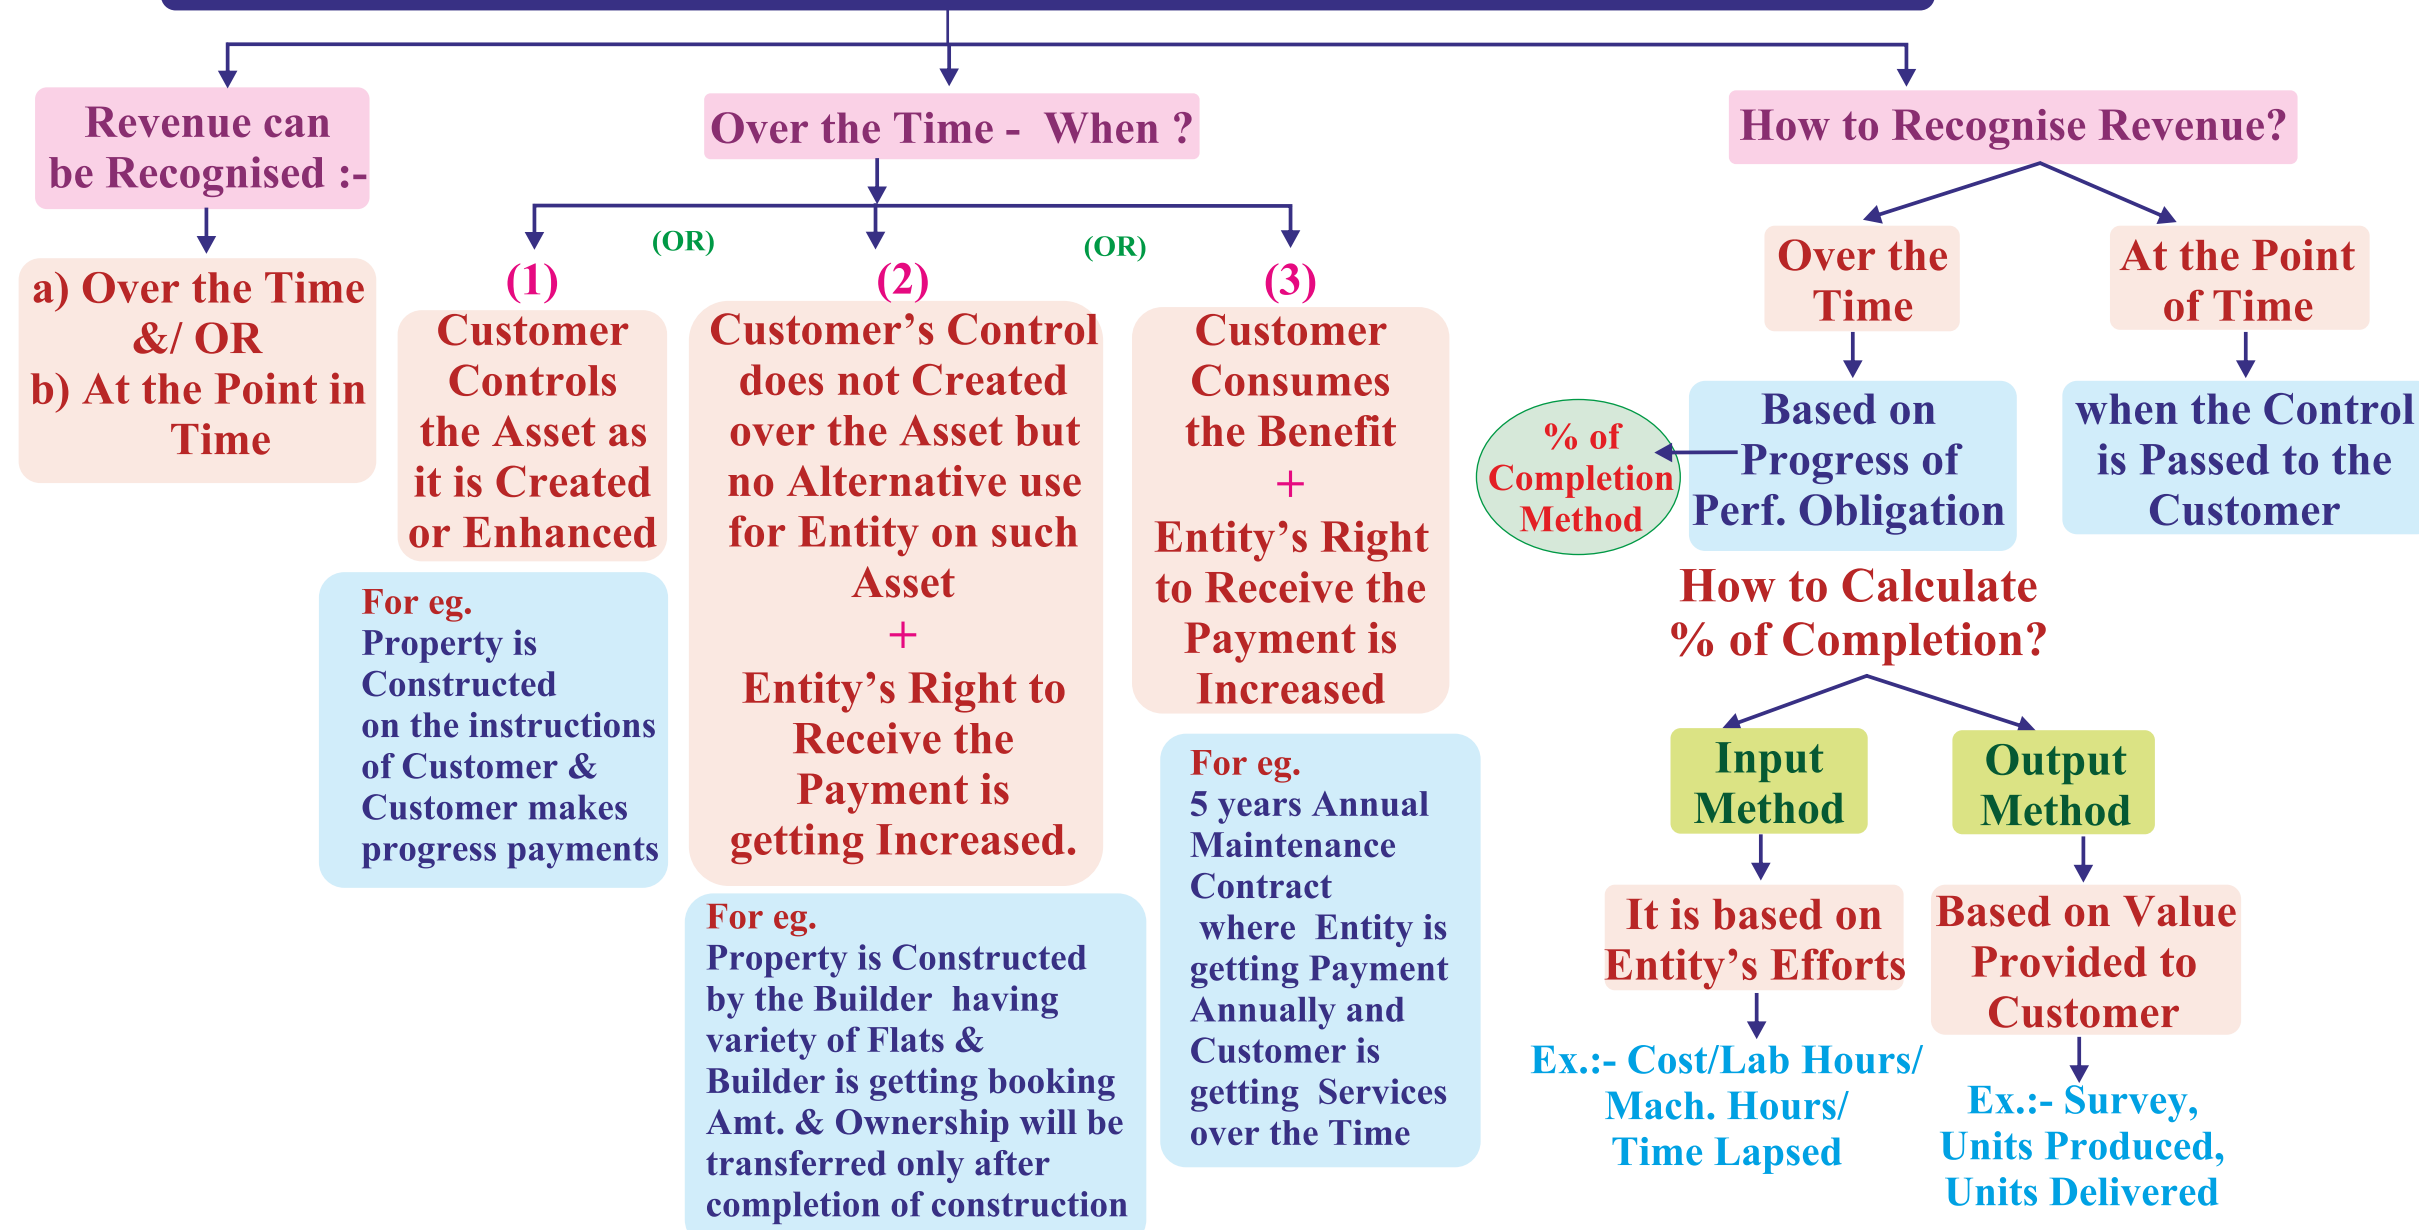 Revenue can
be Recognised :-
a) Over the Time
&/ OR
b) At the Point in
Time
Over the Time -  When ?
(OR)
(OR)
(1)
Customer
Controls
the Asset as
it is Created
or Enhanced
For eg.
Property is
Constructed
on the instructions
of Customer &
Customer makes
progress payments
(2)
Customer’s Control
does not Created
over the Asset but
no Alternative use
for Entity on such
Asset
+
Entity’s Right to
Receive the
Payment is
getting Increased.
For eg.
Property is Constructed
by the Builder  having
variety of Flats &
Builder is getting booking
Amt. & Ownership will be
transferred only after
completion of construction
(3)
Customer
Consumes
the Benefit
+
Entity’s Right
to Receive the
Payment is
Increased
For eg.
5 years Annual
Maintenance
Contract
where  Entity is
getting Payment
Annually and
Customer is
getting  Services
over the Time
How to Recognise Revenue?
Over the
Time
Based on
Progress of
Perf. Obligation
% of
Completion
Method
At the Point
of Time
when the Control
is Passed to the
Customer
How to Calculate
% of Completion?
Input
Method
It is based on
Entity’s Efforts
Ex.:- Cost/Lab Hours/
Mach. Hours/
Time Lapsed
Output
Method
Based on Value
Provided to
Customer
Ex.:- Survey,
Units Produced,
Units Delivered